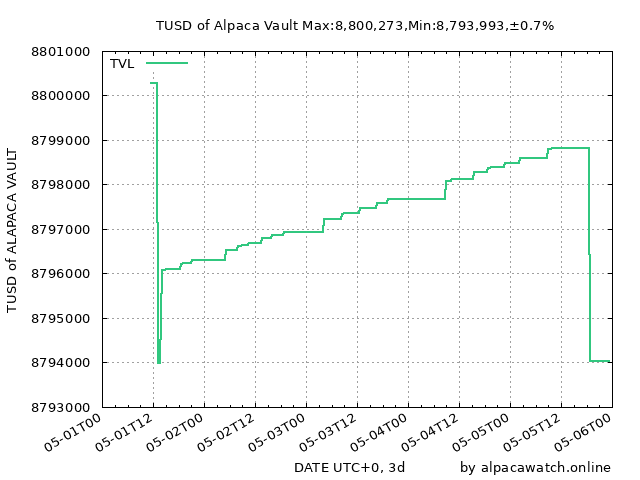 TUSD of Alpaca Vault Max:8,800,273,Min:8,793,993,±0.7%
TVL
8801000
8800000
8799000
8798000
8797000
8796000
8795000
8794000
8793000
TUSD of ALAPACA VAULT
05-01T00
05-01T12
05-02T00
05-02T12
05-03T00
05-03T12
05-04T00
05-04T12
05-05T00
05-05T12
05-06T00
DATE UTC+0, 3d
by alpacawatch.online